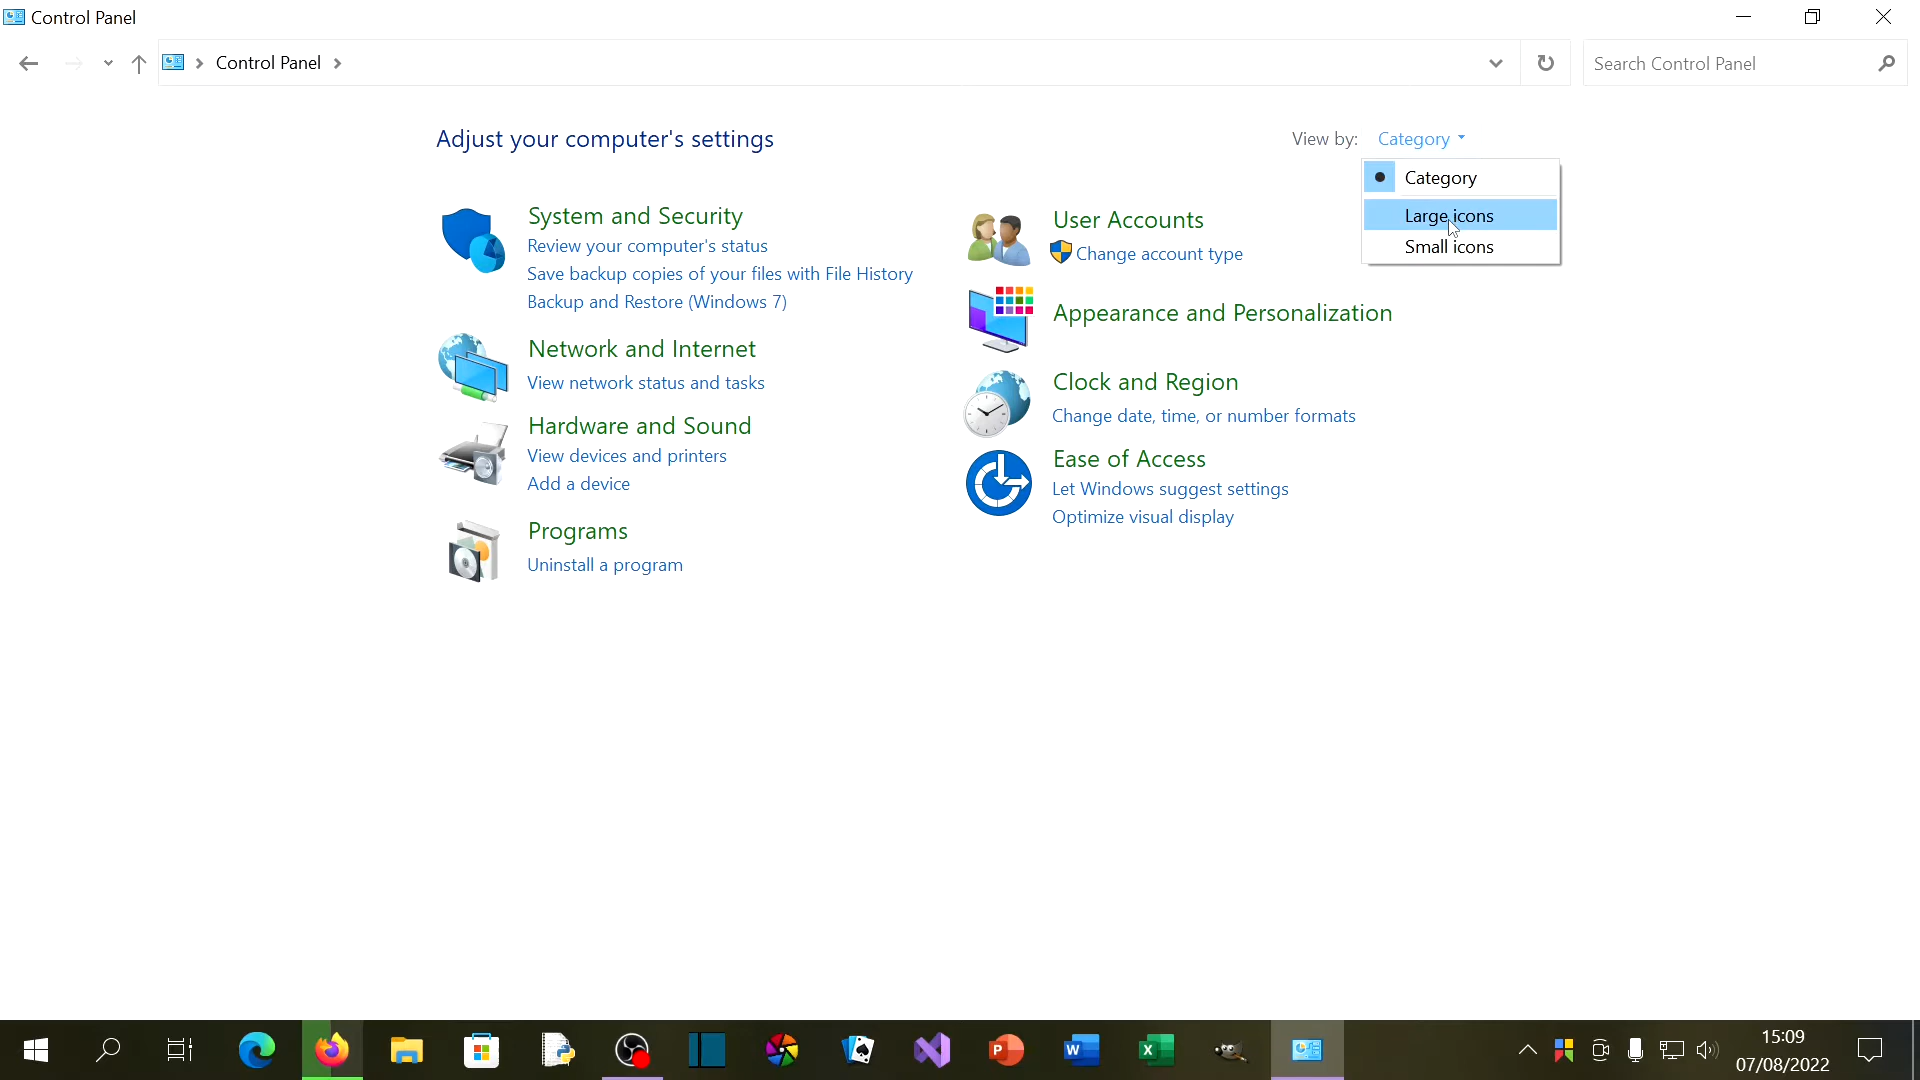 Control Panel
Control Panel
Search Control Panel
Adjust your computer's settings
View by: Category
Category
Large icons
Small icons
System and Security
Review your computer's status
Save backup copies of your files with File History
Backup and Restore (Windows 7)
Network and Internet
View network status and tasks
Hardware and Sound
View devices and printers
Add a device
Programs
Uninstall a program
User Accounts
Change account type
Appearance and Personalization
Clock and Region
Change date, time, or number formats
Ease of Access
Let Windows suggest settings
Optimize visual display
15:09
07/08/2022